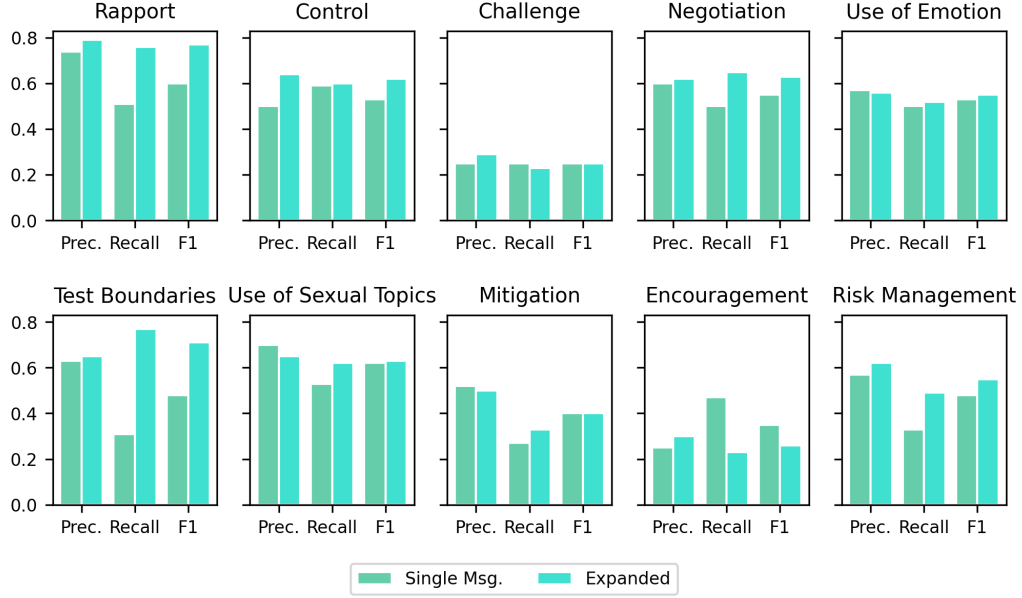 Rapport Control Challenge Negotiation Use of Emotion
0.8
0.6
0.4
0.2
0.0
Prec. Recall F1 Prec. Recall F1 Prec. Recall F1 Prec. Recall F1 Prec. Recall F1
Test Boundaries Use of Sexual Topics Mitigation Encouragement Risk Management
0.8
0.6
0.4
0.2
0.0
Prec. Recall F1 Prec. Recall F1 Prec. Recall F1 Prec. Recall F1 Prec. Recall F1
Single Msg. Expanded